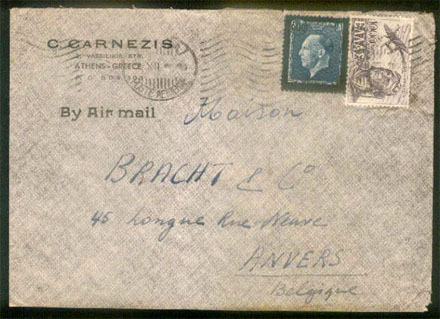 C. CARNEZIS
ATHENS - GREECE
By Air mail
Maison
BRACHT & Co
45 Longue Rue Neuve
ANVERS
Belgique